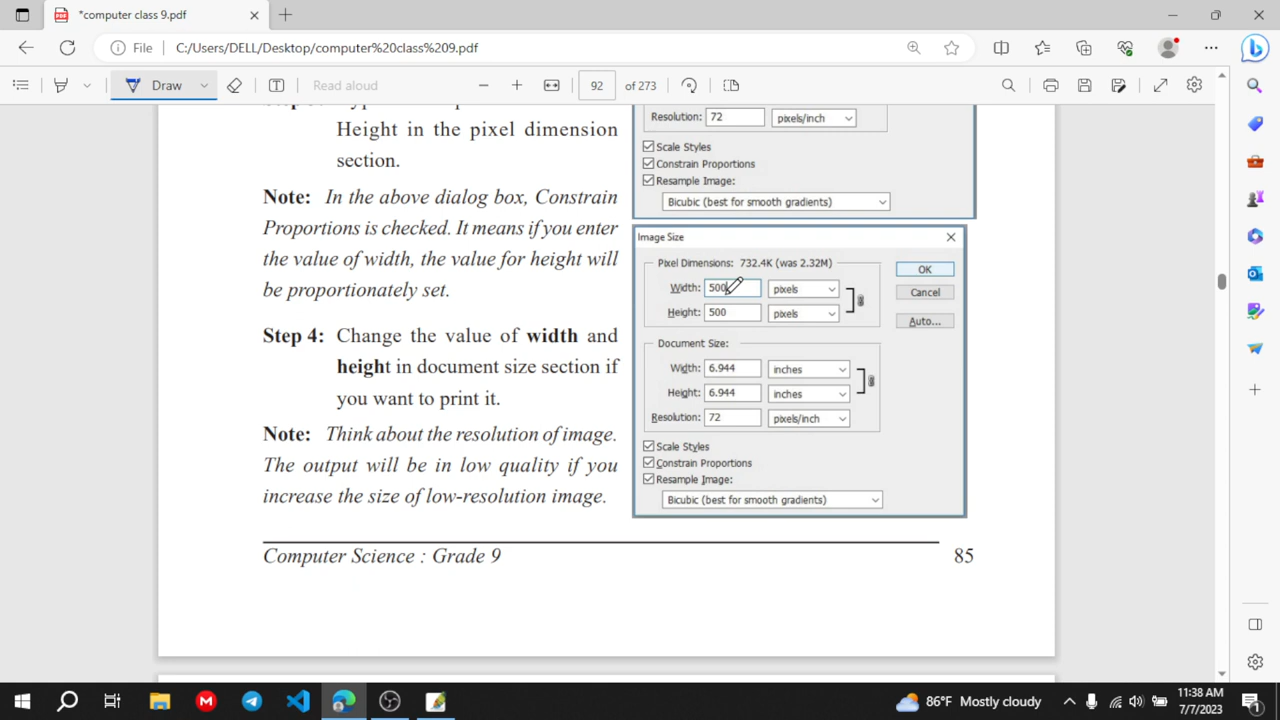 *computer class 9.pdf
File
C:/Users/DELL/Desktop/computer%20class%209.pdf
Draw
Read aloud
92
of 273
Height in the pixel dimension
section.
Note: In the above dialog box, Constrain
Proportions is checked. It means if you enter
the value of width, the value for height will
be proportionately set.
Step 4: Change the value of width and
height in document size section if
you want to print it.
Note: Think about the resolution of image.
The output will be in low quality if you
increase the size of low-resolution image.
Resolution: 72 pixels/inch
Scale Styles
Constrain Proportions
Resample Image:
Bicubic (best for smooth gradients)
Image Size
Pixel Dimensions: 732.4K (was 2.32M)
Width: 500 pixels
Height: 500 pixels
OK
Cancel
Auto...
Document Size:
Width: 6.944 inches
Height: 6.944 inches
Resolution: 72 pixels/inch
Scale Styles
Constrain Proportions
Resample Image:
Bicubic (best for smooth gradients)
Computer Science : Grade 9
85
86°F Mostly cloudy
11:38 AM
7/7/2023